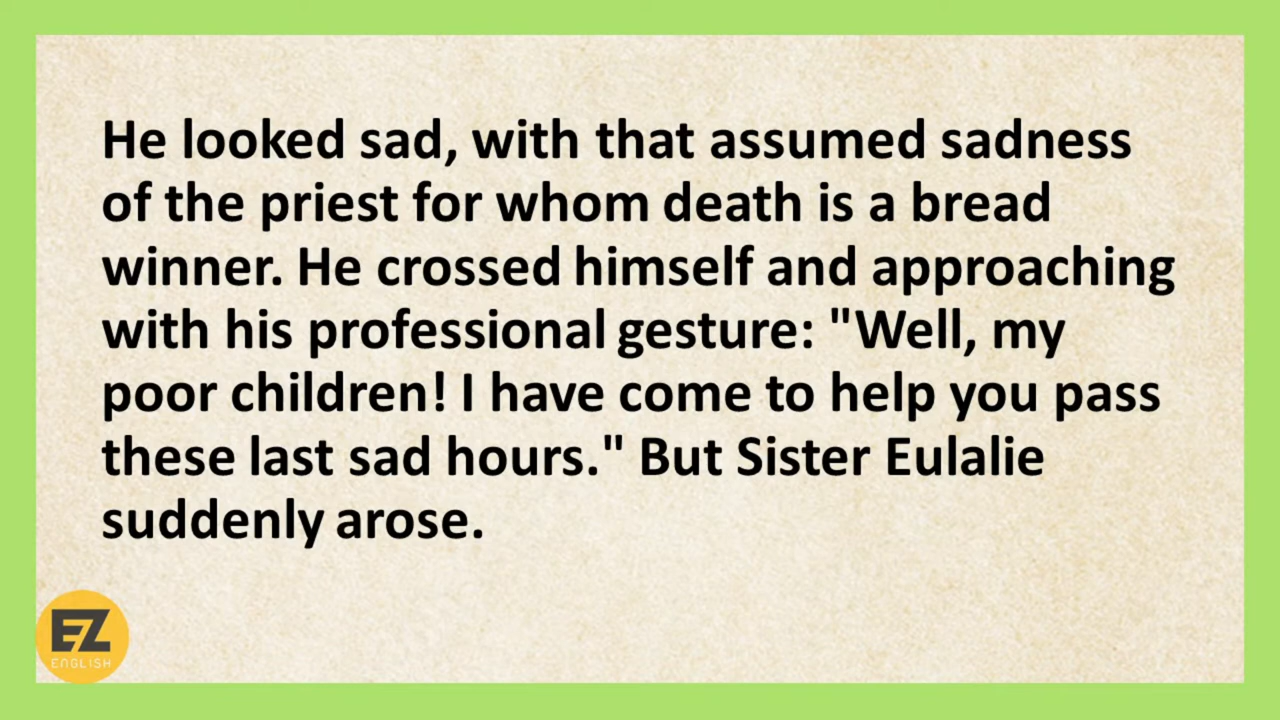 He looked sad, with that assumed sadness
of the priest for whom death is a bread
winner. He crossed himself and approaching
with his professional gesture: "Well, my
poor children! I have come to help you pass
these last sad hours." But Sister Eulalie
suddenly arose.
EZ
ENGLISH